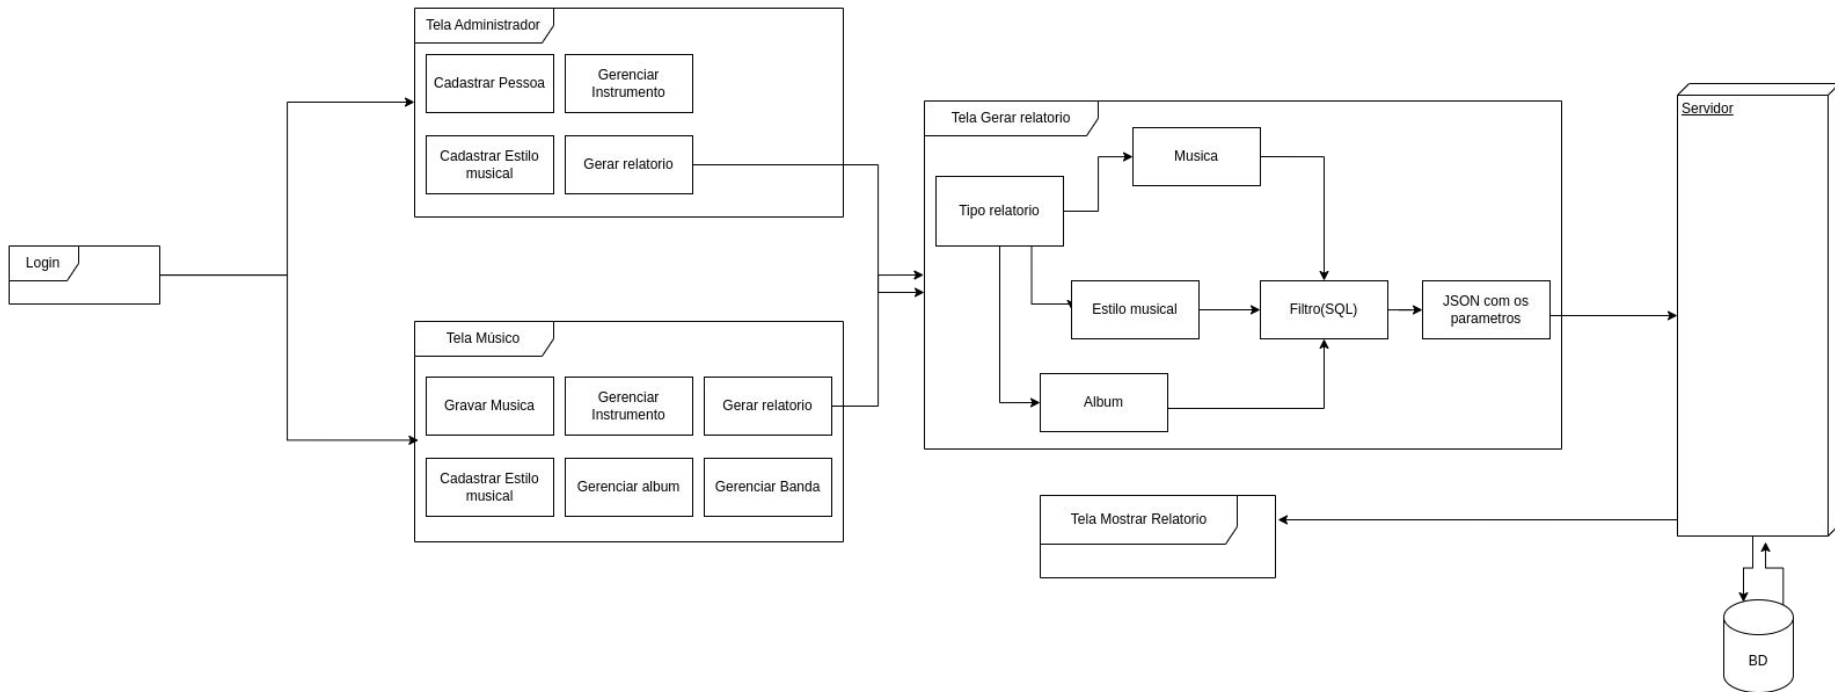 Tela Administrador
Cadastrar Pessoa
Gerenciar
Instrumento
Cadastrar Estilo
musical
Gerar relatorio
Login
Tela Músico
Gravar Musica
Gerenciar
Instrumento
Gerar relatorio
Cadastrar Estilo
musical
Gerenciar album
Gerenciar Banda
Tela Gerar relatorio
Tipo relatorio
Musica
Estilo musical
Album
Filtro(SQL)
JSON com os
parametros
Servidor
Tela Mostrar Relatorio
BD